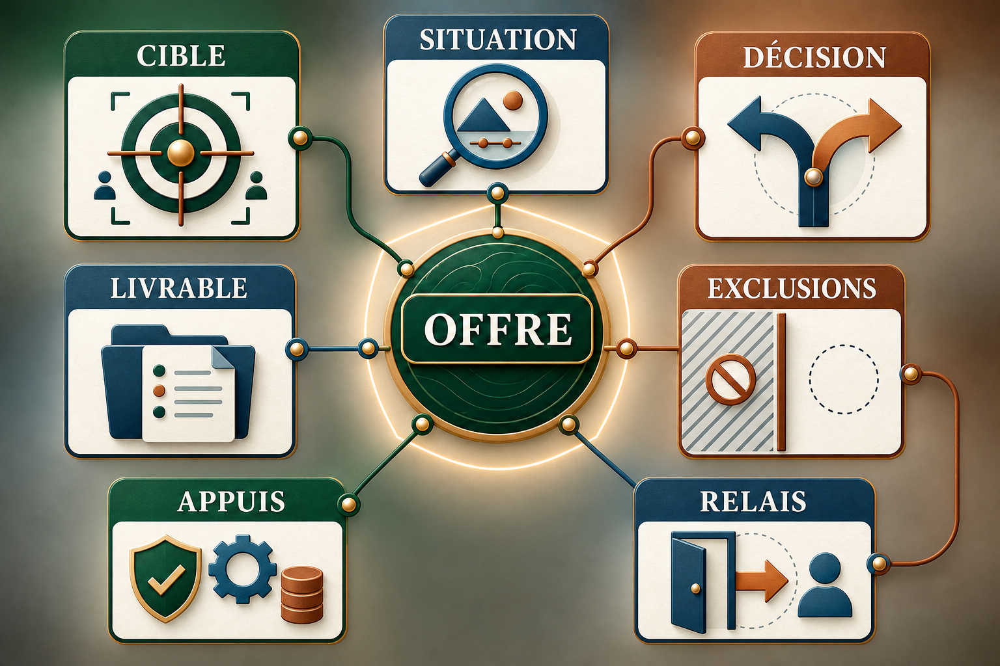 CIBLE
SITUATION
DÉCISION
LIVRABLE
OFFRE
EXCLUSIONS
APPUIS
RELAIS